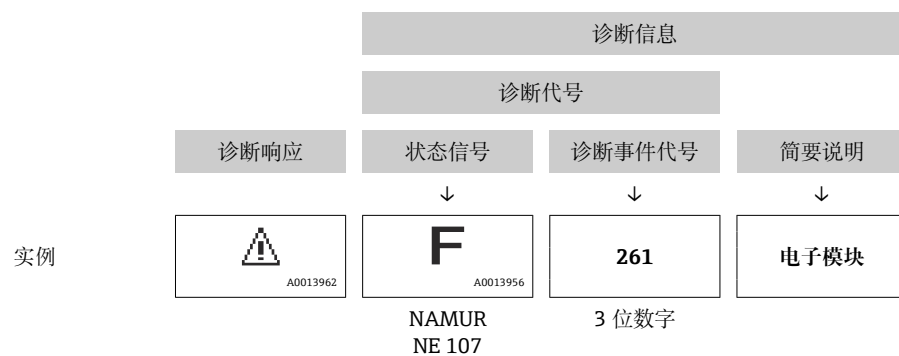 诊断信息
诊断代号
诊断响应 状态信号 诊断事件代号 简要说明
↓ ↓ ↓
实例 A0013962 F A0013956 261 电子模块
NAMUR NE 107 3 位数字